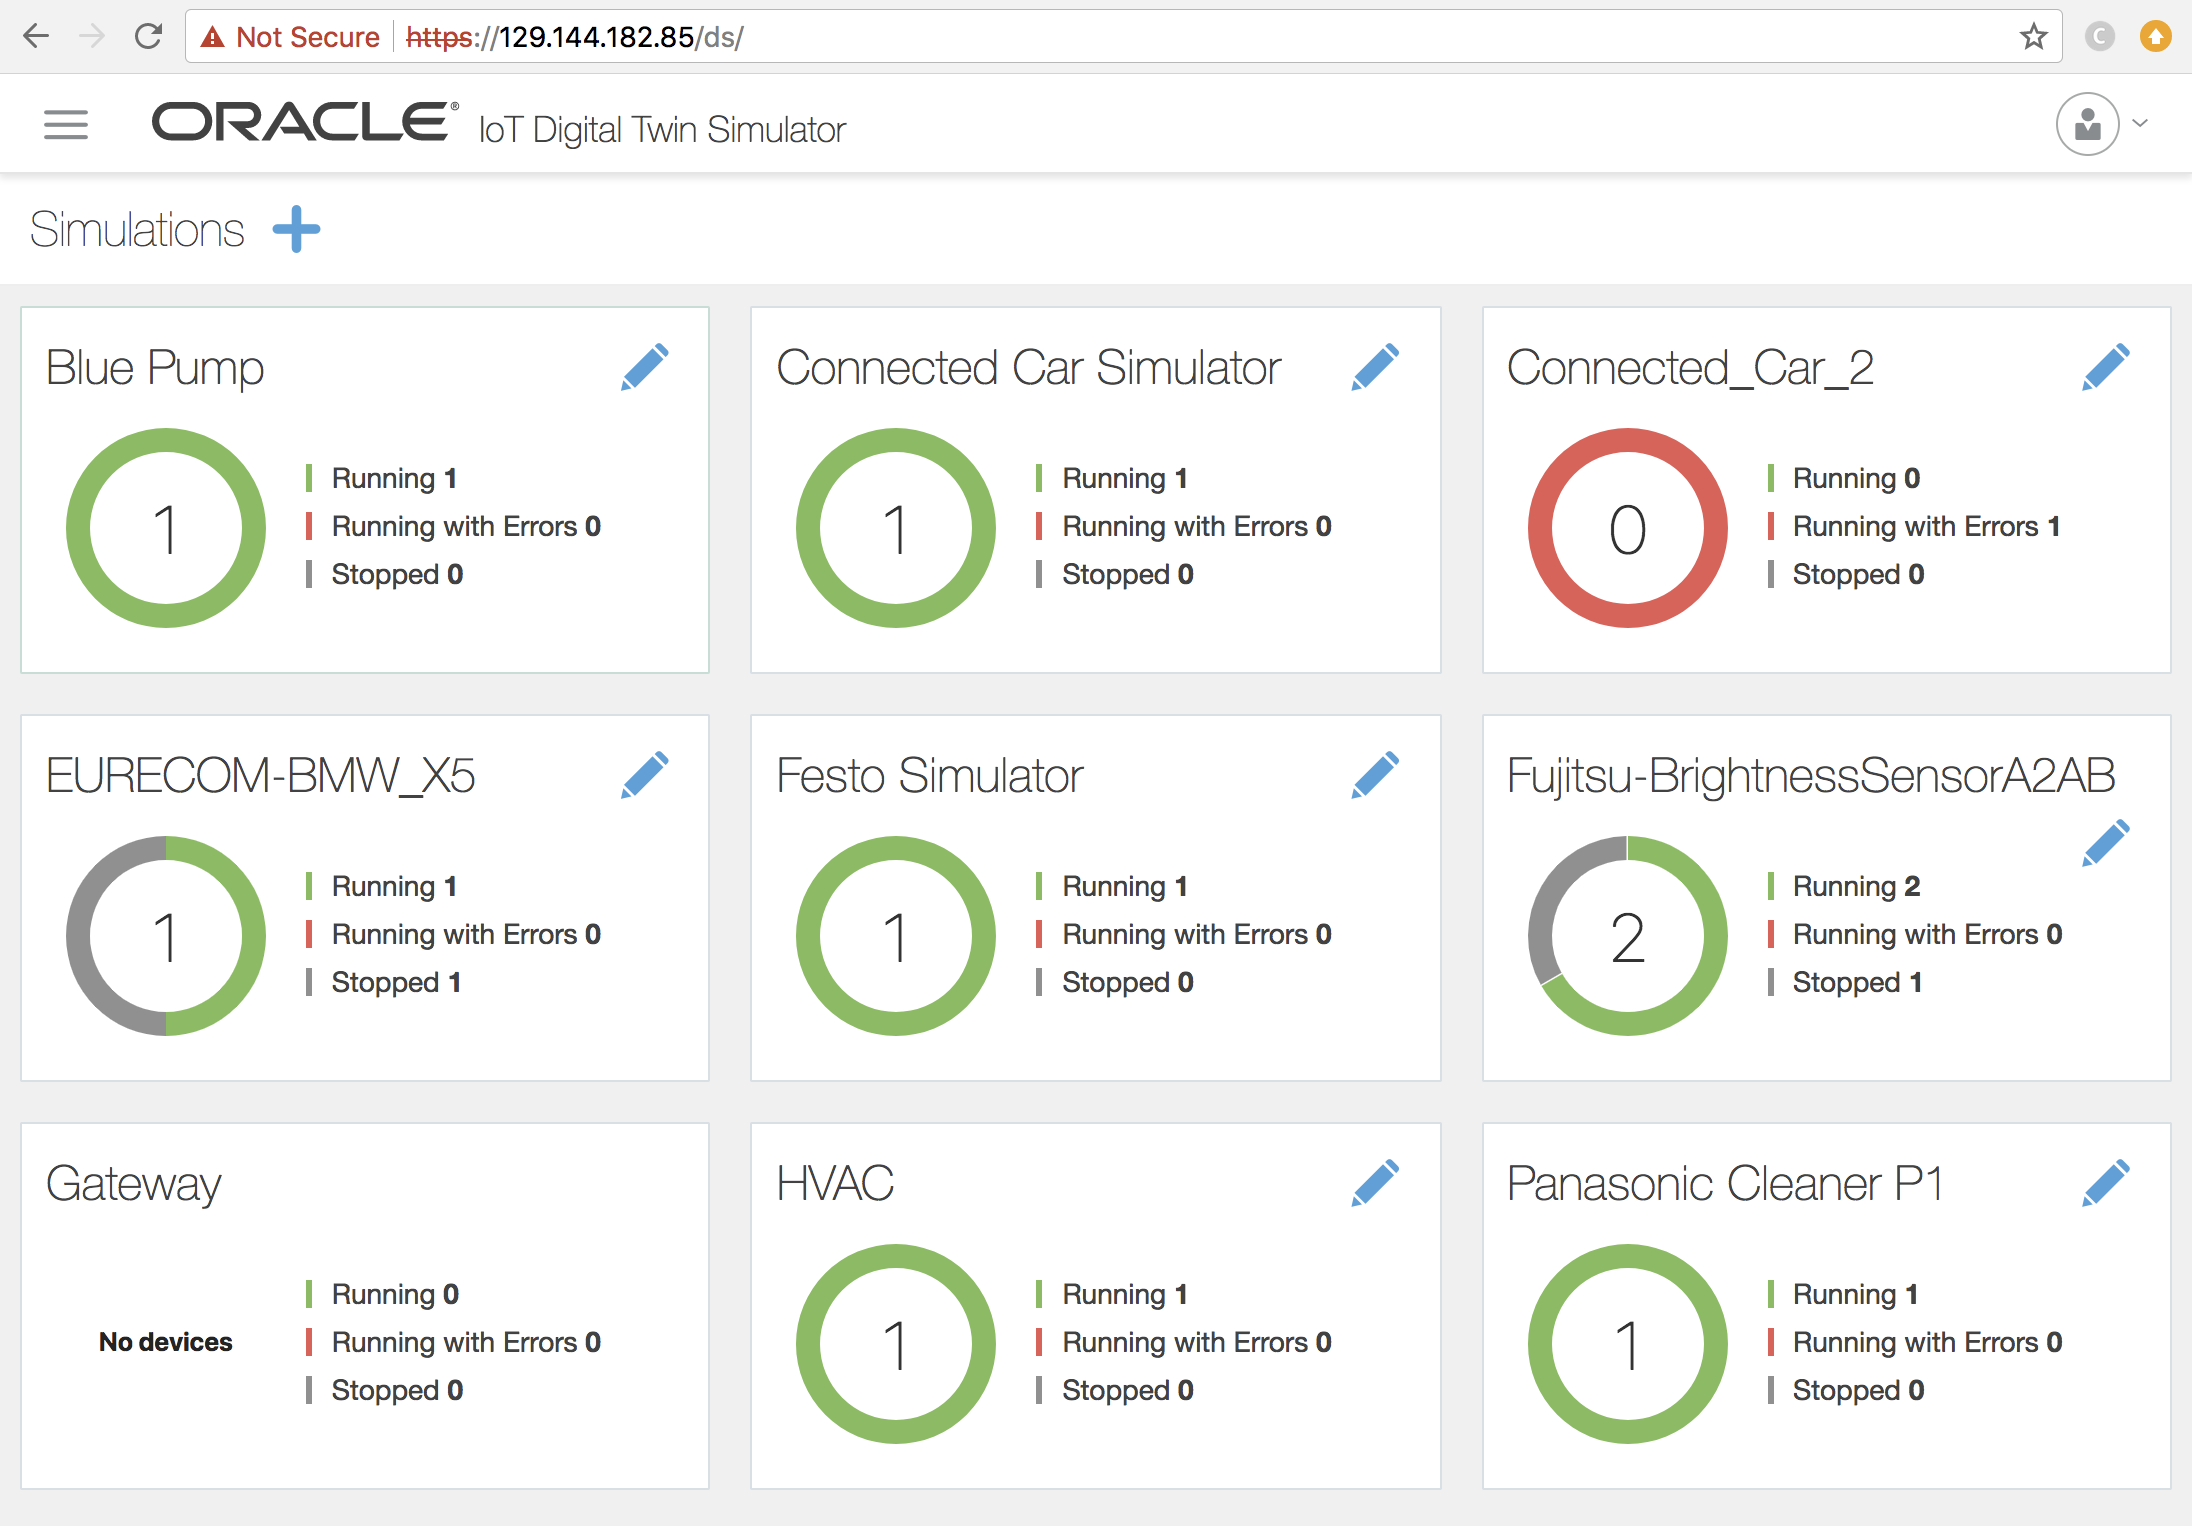 Not Secure https://129.144.182.85/ds/
C
ORACLE® IoT Digital Twin Simulator
Simulations
Blue Pump
1
Running 1
Running with Errors 0
Stopped 0
Connected Car Simulator
1
Running 1
Running with Errors 0
Stopped 0
Connected_Car_2
0
Running 0
Running with Errors 1
Stopped 0
EURECOM-BMW_X5
1
Running 1
Running with Errors 0
Stopped 1
Festo Simulator
1
Running 1
Running with Errors 0
Stopped 0
Fujitsu-BrightnessSensorA2AB
2
Running 2
Running with Errors 0
Stopped 1
Gateway
No devices
Running 0
Running with Errors 0
Stopped 0
HVAC
1
Running 1
Running with Errors 0
Stopped 0
Panasonic Cleaner P1
1
Running 1
Running with Errors 0
Stopped 0